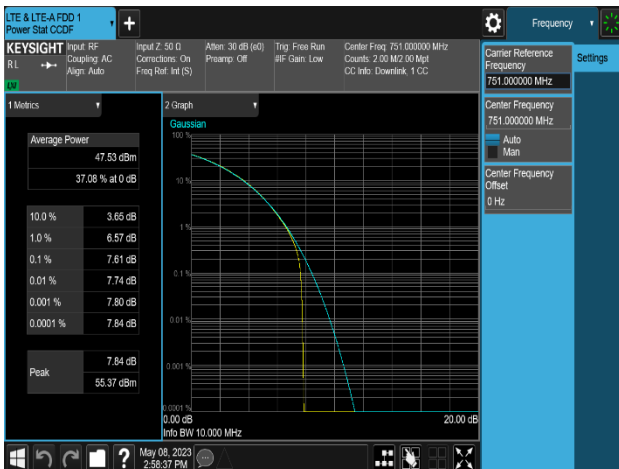 LTE & LTE-A FDD 1
Power Stat CCDF
KEYSIGHT
RL
LW
Input: RF
Coupling: AC
Align: Auto
Input Z: 50 Ω
Corrections: On
Freq Ref: Int (S)
Atten: 30 dB (e0)
Preamp: Off
Trig: Free Run
#IF Gain: Low
Center Freq: 751.000000 MHz
Counts: 2.00 M/2.00 Mpt
CC Info: Downlink, 1 CC
1 Metrics
Average Power
47.53 dBm
37.08 % at 0 dB
10.0 % 3.65 dB
1.0 % 6.57 dB
0.1 % 7.61 dB
0.01 % 7.74 dB
0.001 % 7.80 dB
0.0001 % 7.84 dB
Peak
7.84 dB
55.37 dBm
2 Graph
Gaussian
100 %
10 %
1 %
0.1 %
0.01 %
0.001 %
0.0001 %
0.00 dB 20.00 dB
Info BW 10.000 MHz
Frequency
Settings
Carrier Reference
Frequency
751.000000 MHz
Center Frequency
751.000000 MHz
Auto
Man
Center Frequency
Offset
0 Hz
?
May 08, 2023
2:58:37 PM